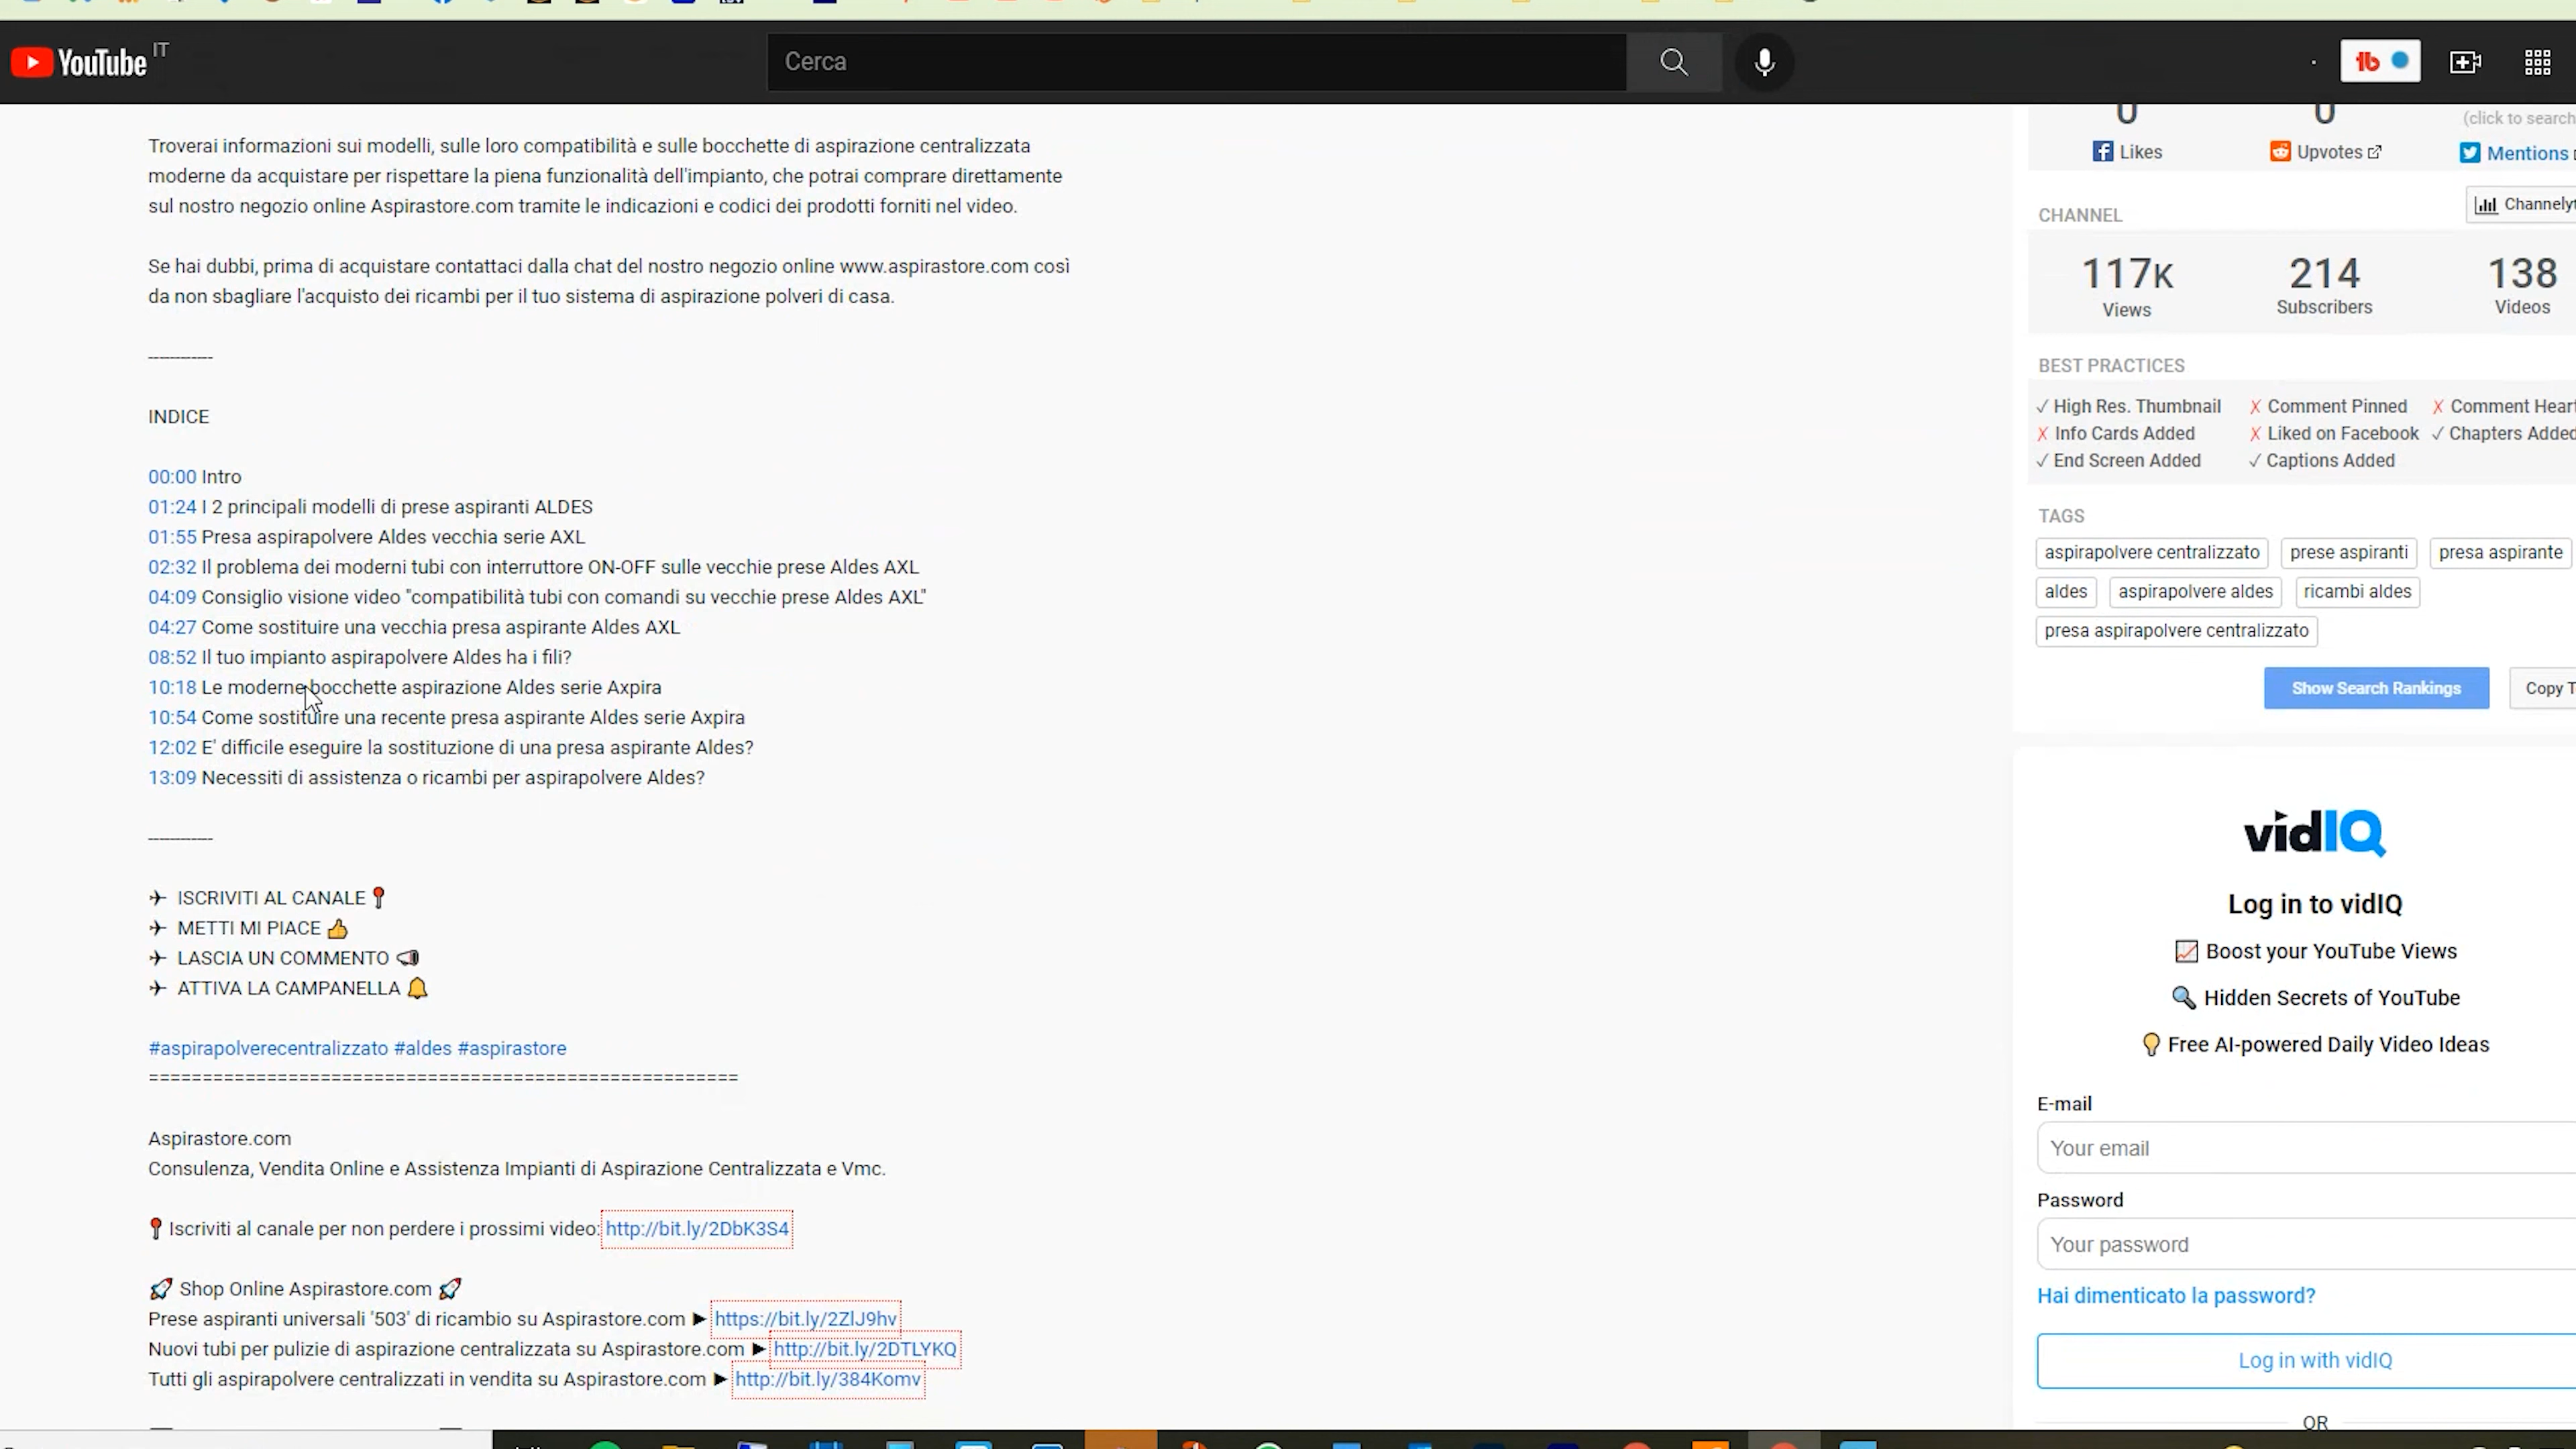 YouTube IT
Cerca
Troverai informazioni sui modelli, sulle loro compatibilità e sulle bocchette di aspirazione centralizzata
moderne da acquistare per rispettare la piena funzionalità dell'impianto, che potrai comprare direttamente
sul nostro negozio online Aspirastore.com tramite le indicazioni e codici dei prodotti forniti nel video.
Se hai dubbi, prima di acquistare contattaci dalla chat del nostro negozio online www.aspirastore.com così
da non sbagliare l'acquisto dei ricambi per il tuo sistema di aspirazione polveri di casa.
------------
INDICE
00:00 Intro
01:24 I 2 principali modelli di prese aspiranti ALDES
01:55 Presa aspirapolvere Aldes vecchia serie AXL
02:32 Il problema dei moderni tubi con interruttore ON-OFF sulle vecchie prese Aldes AXL
04:09 Consiglio visione video "compatibilità tubi con comandi su vecchie prese Aldes AXL"
04:27 Come sostituire una vecchia presa aspirante Aldes AXL
08:52 Il tuo impianto aspirapolvere Aldes ha i fili?
10:18 Le moderne bocchette aspirazione Aldes serie Axpira
10:54 Come sostituire una recente presa aspirante Aldes serie Axpira
12:02 E' difficile eseguire la sostituzione di una presa aspirante Aldes?
13:09 Necessiti di assistenza o ricambi per aspirapolvere Aldes?
------------
✈ ISCRIVITI AL CANALE📍
✈ METTI MI PIACE 👍
✈ LASCIA UN COMMENTO 📢
✈ ATTIVA LA CAMPANELLA 🔔
#aspirapolverecentralizzato #aldes #aspirastore
=======================================================
Aspirastore.com
Consulenza, Vendita Online e Assistenza Impianti di Aspirazione Centralizzata e Vmc.
📍Iscriviti al canale per non perdere i prossimi video: http://bit.ly/2DbK3S4
🚀 Shop Online Aspirastore.com 🚀
Prese aspiranti universali '503' di ricambio su Aspirastore.com ► https://bit.ly/2ZlJ9hv
Nuovi tubi per pulizie di aspirazione centralizzata su Aspirastore.com ► http://bit.ly/2DTLYKQ
Tutti gli aspirapolvere centralizzati in vendita su Aspirastore.com ► http://bit.ly/384Komv
0 0 (click to search
Likes Upvotes Mentions
CHANNEL
Channelyt
117K 214 138
Views Subscribers Videos
BEST PRACTICES
✓ High Res. Thumbnail ✗ Comment Pinned ✗ Comment Hear
✗ Info Cards Added ✗ Liked on Facebook ✓ Chapters Added
✓ End Screen Added ✓ Captions Added
TAGS
aspirapolvere centralizzato prese aspiranti presa aspirante
aldes aspirapolvere aldes ricambi aldes
presa aspirapolvere centralizzato
Show Search Rankings Copy T
vidIQ
Log in to vidIQ
📈 Boost your YouTube Views
🔍 Hidden Secrets of YouTube
💡 Free AI-powered Daily Video Ideas
E-mail
Your email
Password
Your password
Hai dimenticato la password?
Log in with vidIQ
OR